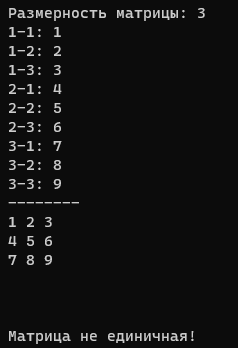 Размерность матрицы: 3
1-1: 1
1-2: 2
1-3: 3
2-1: 4
2-2: 5
2-3: 6
3-1: 7
3-2: 8
3-3: 9
--------
1 2 3
4 5 6
7 8 9
Матрица не единичная!